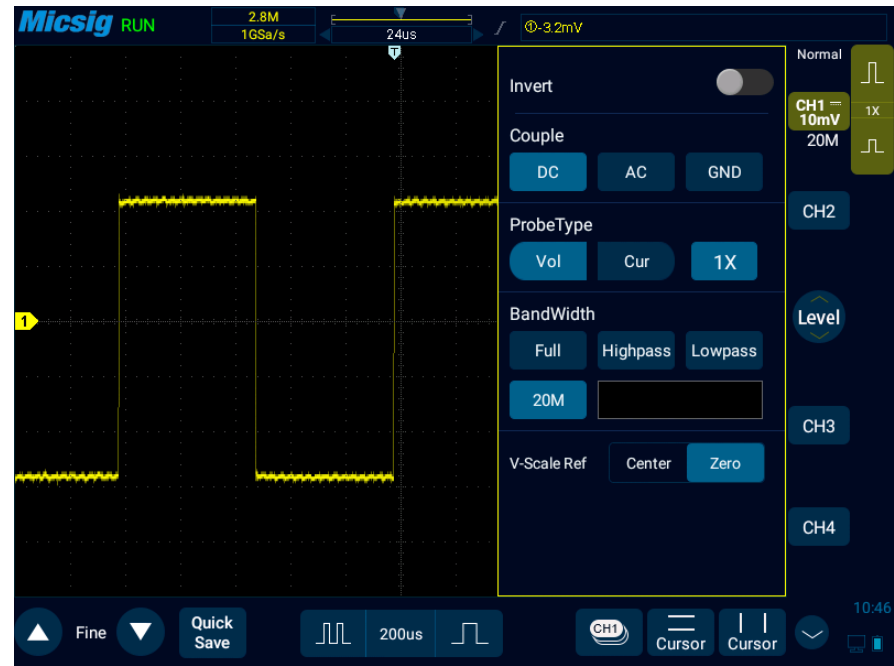 Micsig RUN
2.8M
1GSa/s
24us
T
①-3.2mV
Invert
Normal
CH1
10mV
1X
20M
Couple
DC AC GND
ProbeType
Vol Cur 1X
CH2
BandWidth
Full Highpass Lowpass
20M
1
Level
V-Scale Ref Center Zero
CH3
CH4
10:46
Fine
Quick
Save
200us
CH1
Cursor
Cursor